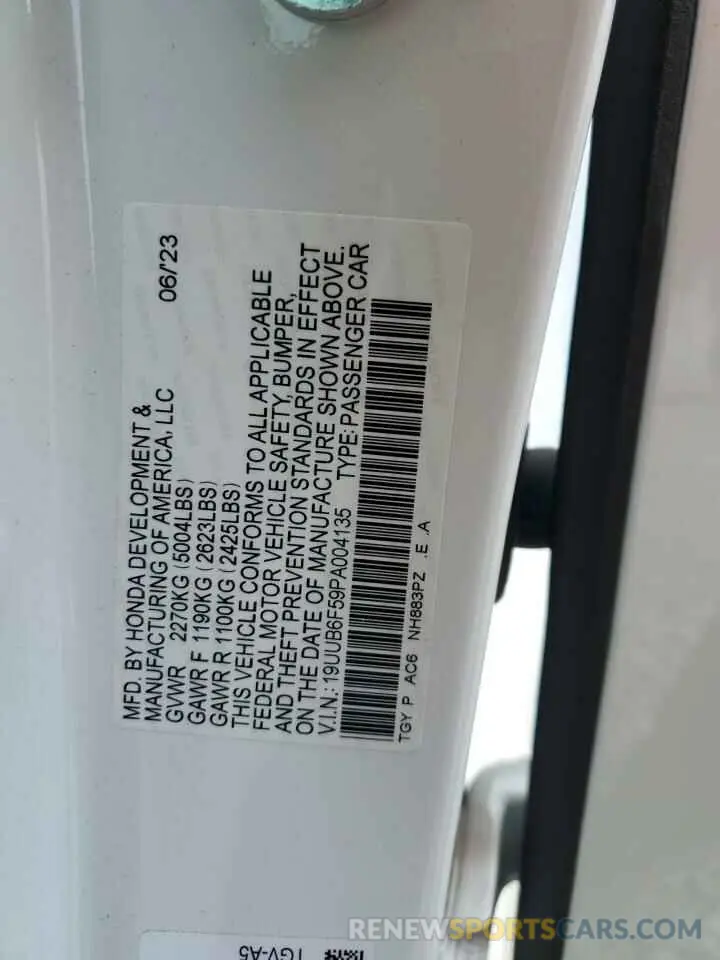 MFD. BY HONDA DEVELOPMENT &
MANUFACTURING OF AMERICA, LLC 06/'23
GVWR 2270KG (5004LBS)
GAWR F 1190KG (2623LBS)
GAWR R 1100KG (2425LBS)
THIS VEHICLE CONFORMS TO ALL APPLICABLE
FEDERAL MOTOR VEHICLE SAFETY, BUMPER,
AND THEFT PREVENTION STANDARDS IN EFFECT
ON THE DATE OF MANUFACTURE SHOWN ABOVE.
V.I.N.: 19UUB6F59PA004135 TYPE: PASSENGER CAR
TGY P AC6 NH883PZ .E .A
TGV-A5
RENEWSPORTSCARS.COM